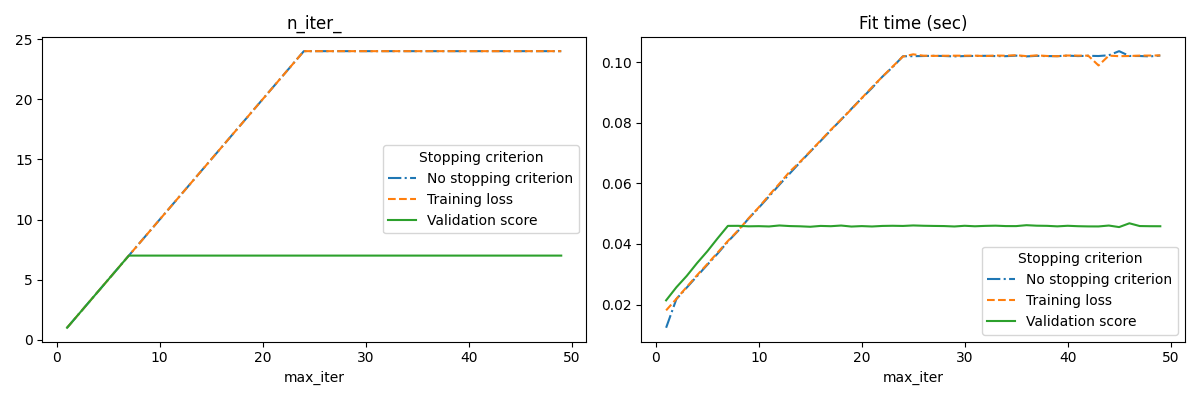 n_iter_
25
20
15
10
5
0
Stopping criterion
No stopping criterion
Training loss
Validation score
0 10 20 30 40 50
max_iter
Fit time (sec)
0.10
0.08
0.06
0.04
0.02
Stopping criterion
No stopping criterion
Training loss
Validation score
0 10 20 30 40 50
max_iter